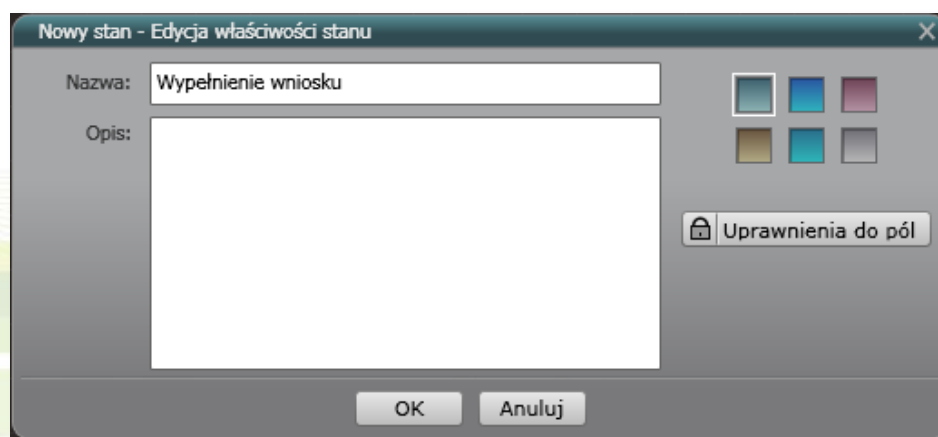 Nowy stan - Edycja właściwości stanu
Nazwa: Wypełnienie wniosku
Opis:
Uprawnienia do pól
OK Anuluj